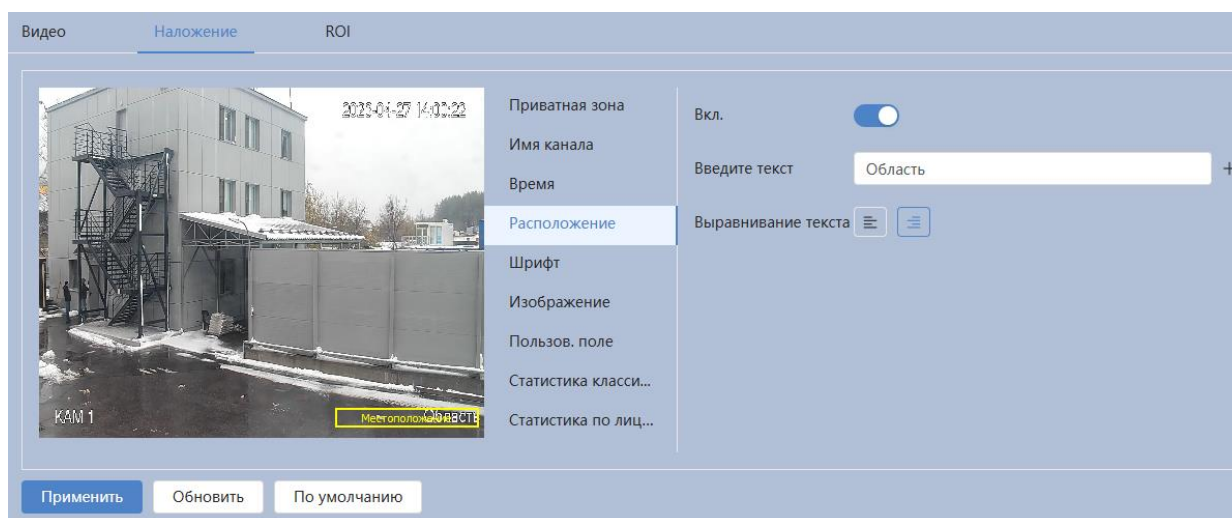 Видео Наложение ROI
Приватная зона
Имя канала
Время
Расположение
Шрифт
Изображение
Пользов. поле
Статистика класси...
Статистика по лиц...
Вкл.
Введите текст Область +
Выравнивание текста
KAM 1
Область
Применить Обновить По умолчанию